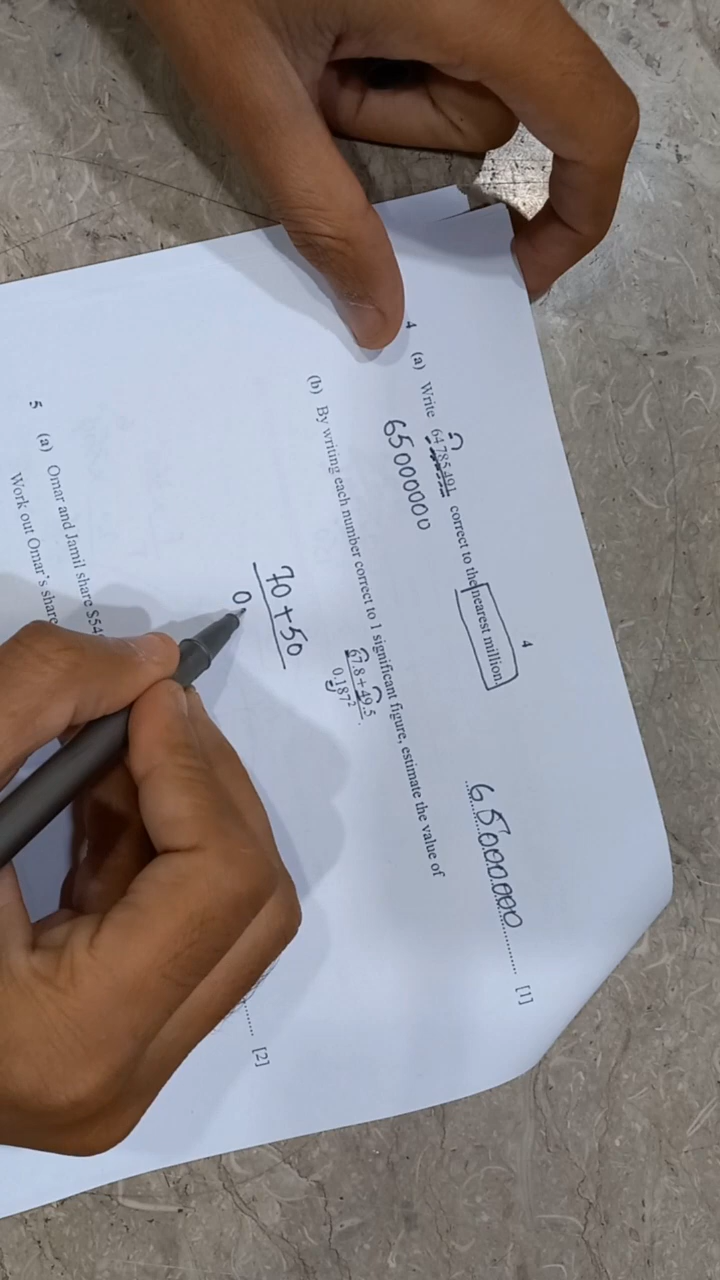 4
4 (a) Write 64 785 491 correct to the nearest million.
65000000
65000000 [1]
(b) By writing each number correct to 1 significant figure, estimate the value of
67.8 + 49.5
0.187²
70 + 50
0.
[2]
5 (a) Omar and Jamil share $54
Work out Omar's share